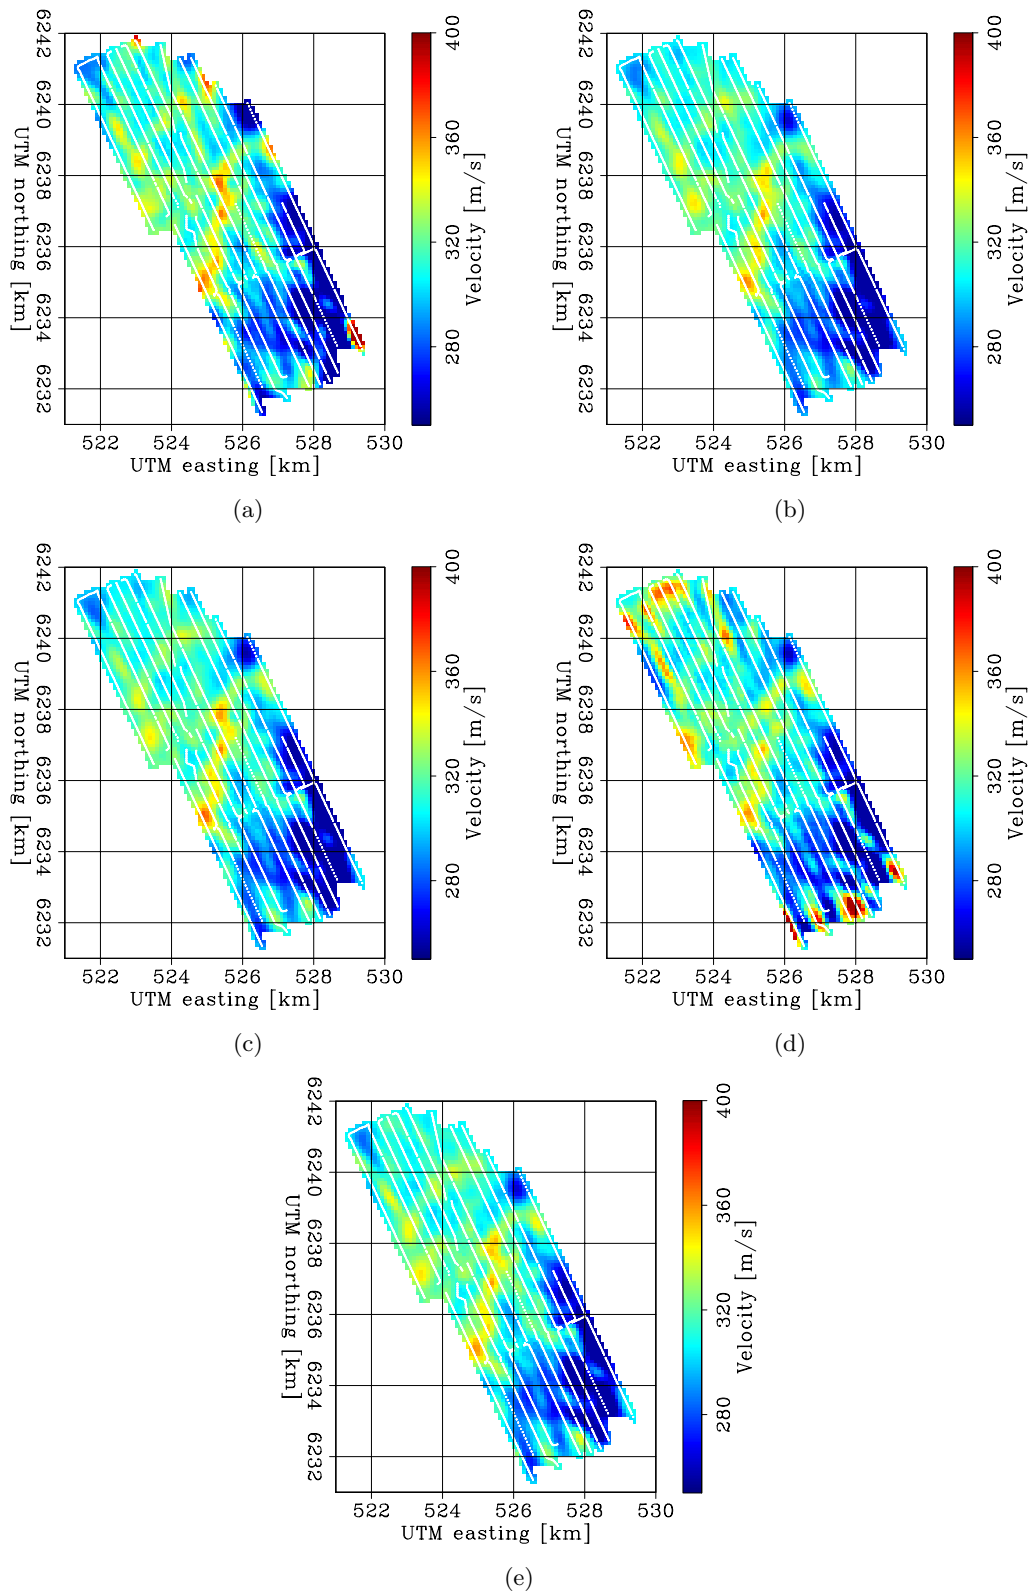 6242 6240 6238 6236 6234 6232
UTM northing [km]
522 524 526 528 530
UTM easting [km]
400 360 320 280
Velocity [m/s]
(a)
6242 6240 6238 6236 6234 6232
UTM northing [km]
522 524 526 528 530
UTM easting [km]
400 360 320 280
Velocity [m/s]
(b)
6242 6240 6238 6236 6234 6232
UTM northing [km]
522 524 526 528 530
UTM easting [km]
400 360 320 280
Velocity [m/s]
(c)
6242 6240 6238 6236 6234 6232
UTM northing [km]
522 524 526 528 530
UTM easting [km]
400 360 320 280
Velocity [m/s]
(d)
6242 6240 6238 6236 6234 6232
UTM northing [km]
522 524 526 528 530
UTM easting [km]
400 360 320 280
Velocity [m/s]
(e)